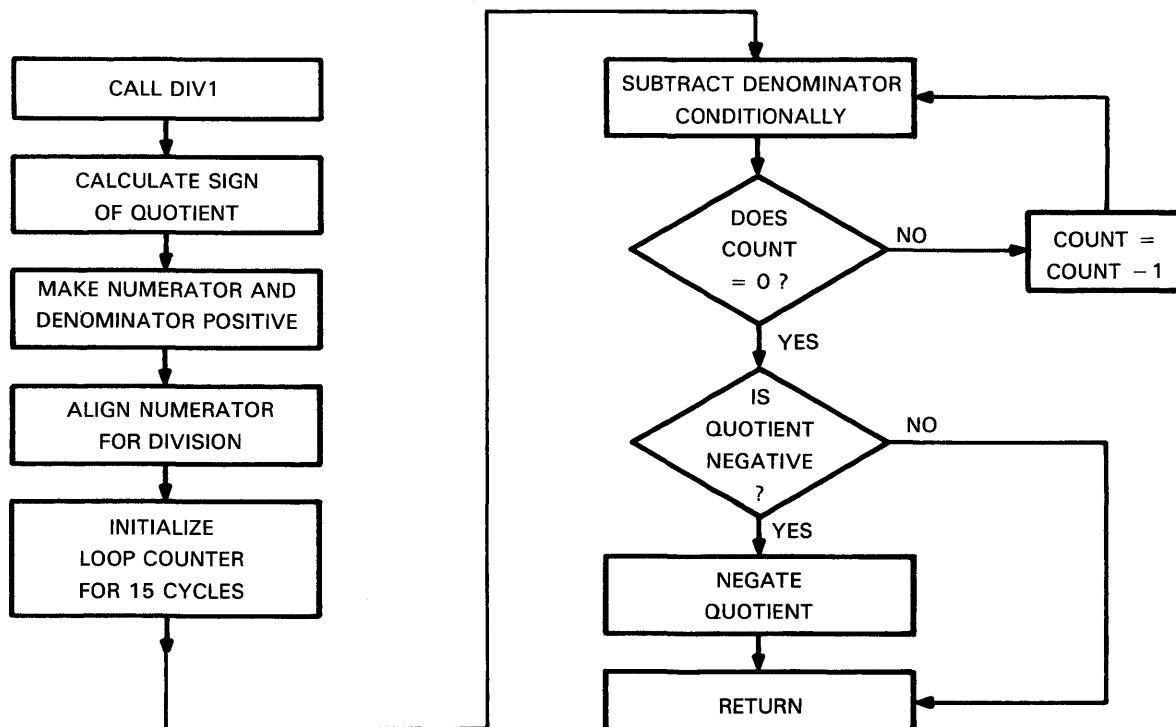 CALL DIV1
CALCULATE SIGN
OF QUOTIENT
MAKE NUMERATOR AND
DENOMINATOR POSITIVE
ALIGN NUMERATOR
FOR DIVISION
INITIALIZE
LOOP COUNTER
FOR 15 CYCLES
SUBTRACT DENOMINATOR
CONDITIONALLY
DOES
COUNT
= 0 ?
NO
COUNT =
COUNT −1
YES
IS
QUOTIENT
NEGATIVE
?
NO
YES
NEGATE
QUOTIENT
RETURN